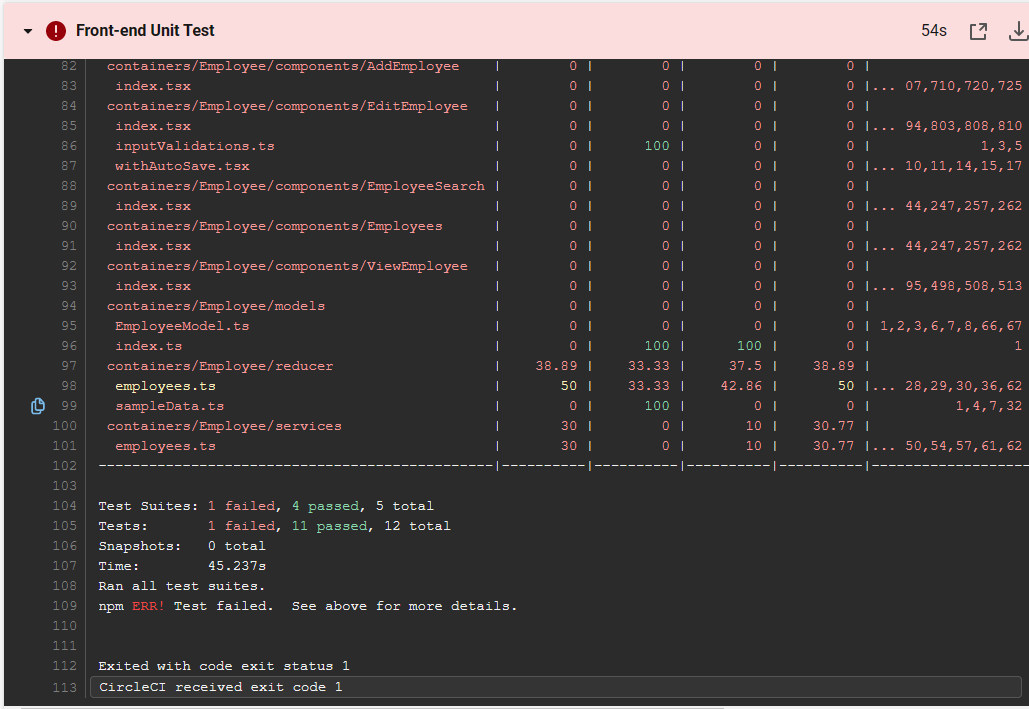 Front-end Unit Test 54s
82 containers/Employee/components/AddEmployee | 0 | 0 | 0 | 0 |
83 index.tsx | 0 | 0 | 0 | 0 |... 07,710,720,725
84 containers/Employee/components/EditEmployee | 0 | 0 | 0 | 0 |
85 index.tsx | 0 | 0 | 0 | 0 |... 94,803,808,810
86 inputValidations.ts | 0 | 100 | 0 | 0 | 1,3,5
87 withAutoSave.tsx | 0 | 0 | 0 | 0 |... 10,11,14,15,17
88 containers/Employee/components/EmployeeSearch | 0 | 0 | 0 | 0 |
89 index.tsx | 0 | 0 | 0 | 0 |... 44,247,257,262
90 containers/Employee/components/Employees | 0 | 0 | 0 | 0 |
91 index.tsx | 0 | 0 | 0 | 0 |... 44,247,257,262
92 containers/Employee/components/ViewEmployee | 0 | 0 | 0 | 0 |
93 index.tsx | 0 | 0 | 0 | 0 |... 95,498,508,513
94 containers/Employee/models | 0 | 0 | 0 | 0 |
95 EmployeeModel.ts | 0 | 0 | 0 | 0 | 1,2,3,6,7,8,66,67
96 index.ts | 0 | 100 | 100 | 0 | 1
97 containers/Employee/reducer | 38.89 | 33.33 | 37.5 | 38.89 |
98 employees.ts | 50 | 33.33 | 42.86 | 50 |... 28,29,30,36,62
99 sampleData.ts | 0 | 100 | 0 | 0 | 1,4,7,32
100 containers/Employee/services | 30 | 0 | 10 | 30.77 |
101 employees.ts | 30 | 0 | 10 | 30.77 |... 50,54,57,61,62
102 -----------------------------------------------|----------|----------|----------|----------|-------------------
103
104 Test Suites: 1 failed, 4 passed, 5 total
105 Tests: 1 failed, 11 passed, 12 total
106 Snapshots: 0 total
107 Time: 45.237s
108 Ran all test suites.
109 npm ERR! Test failed. See above for more details.
110
111
112 Exited with code exit status 1
113 CircleCI received exit code 1